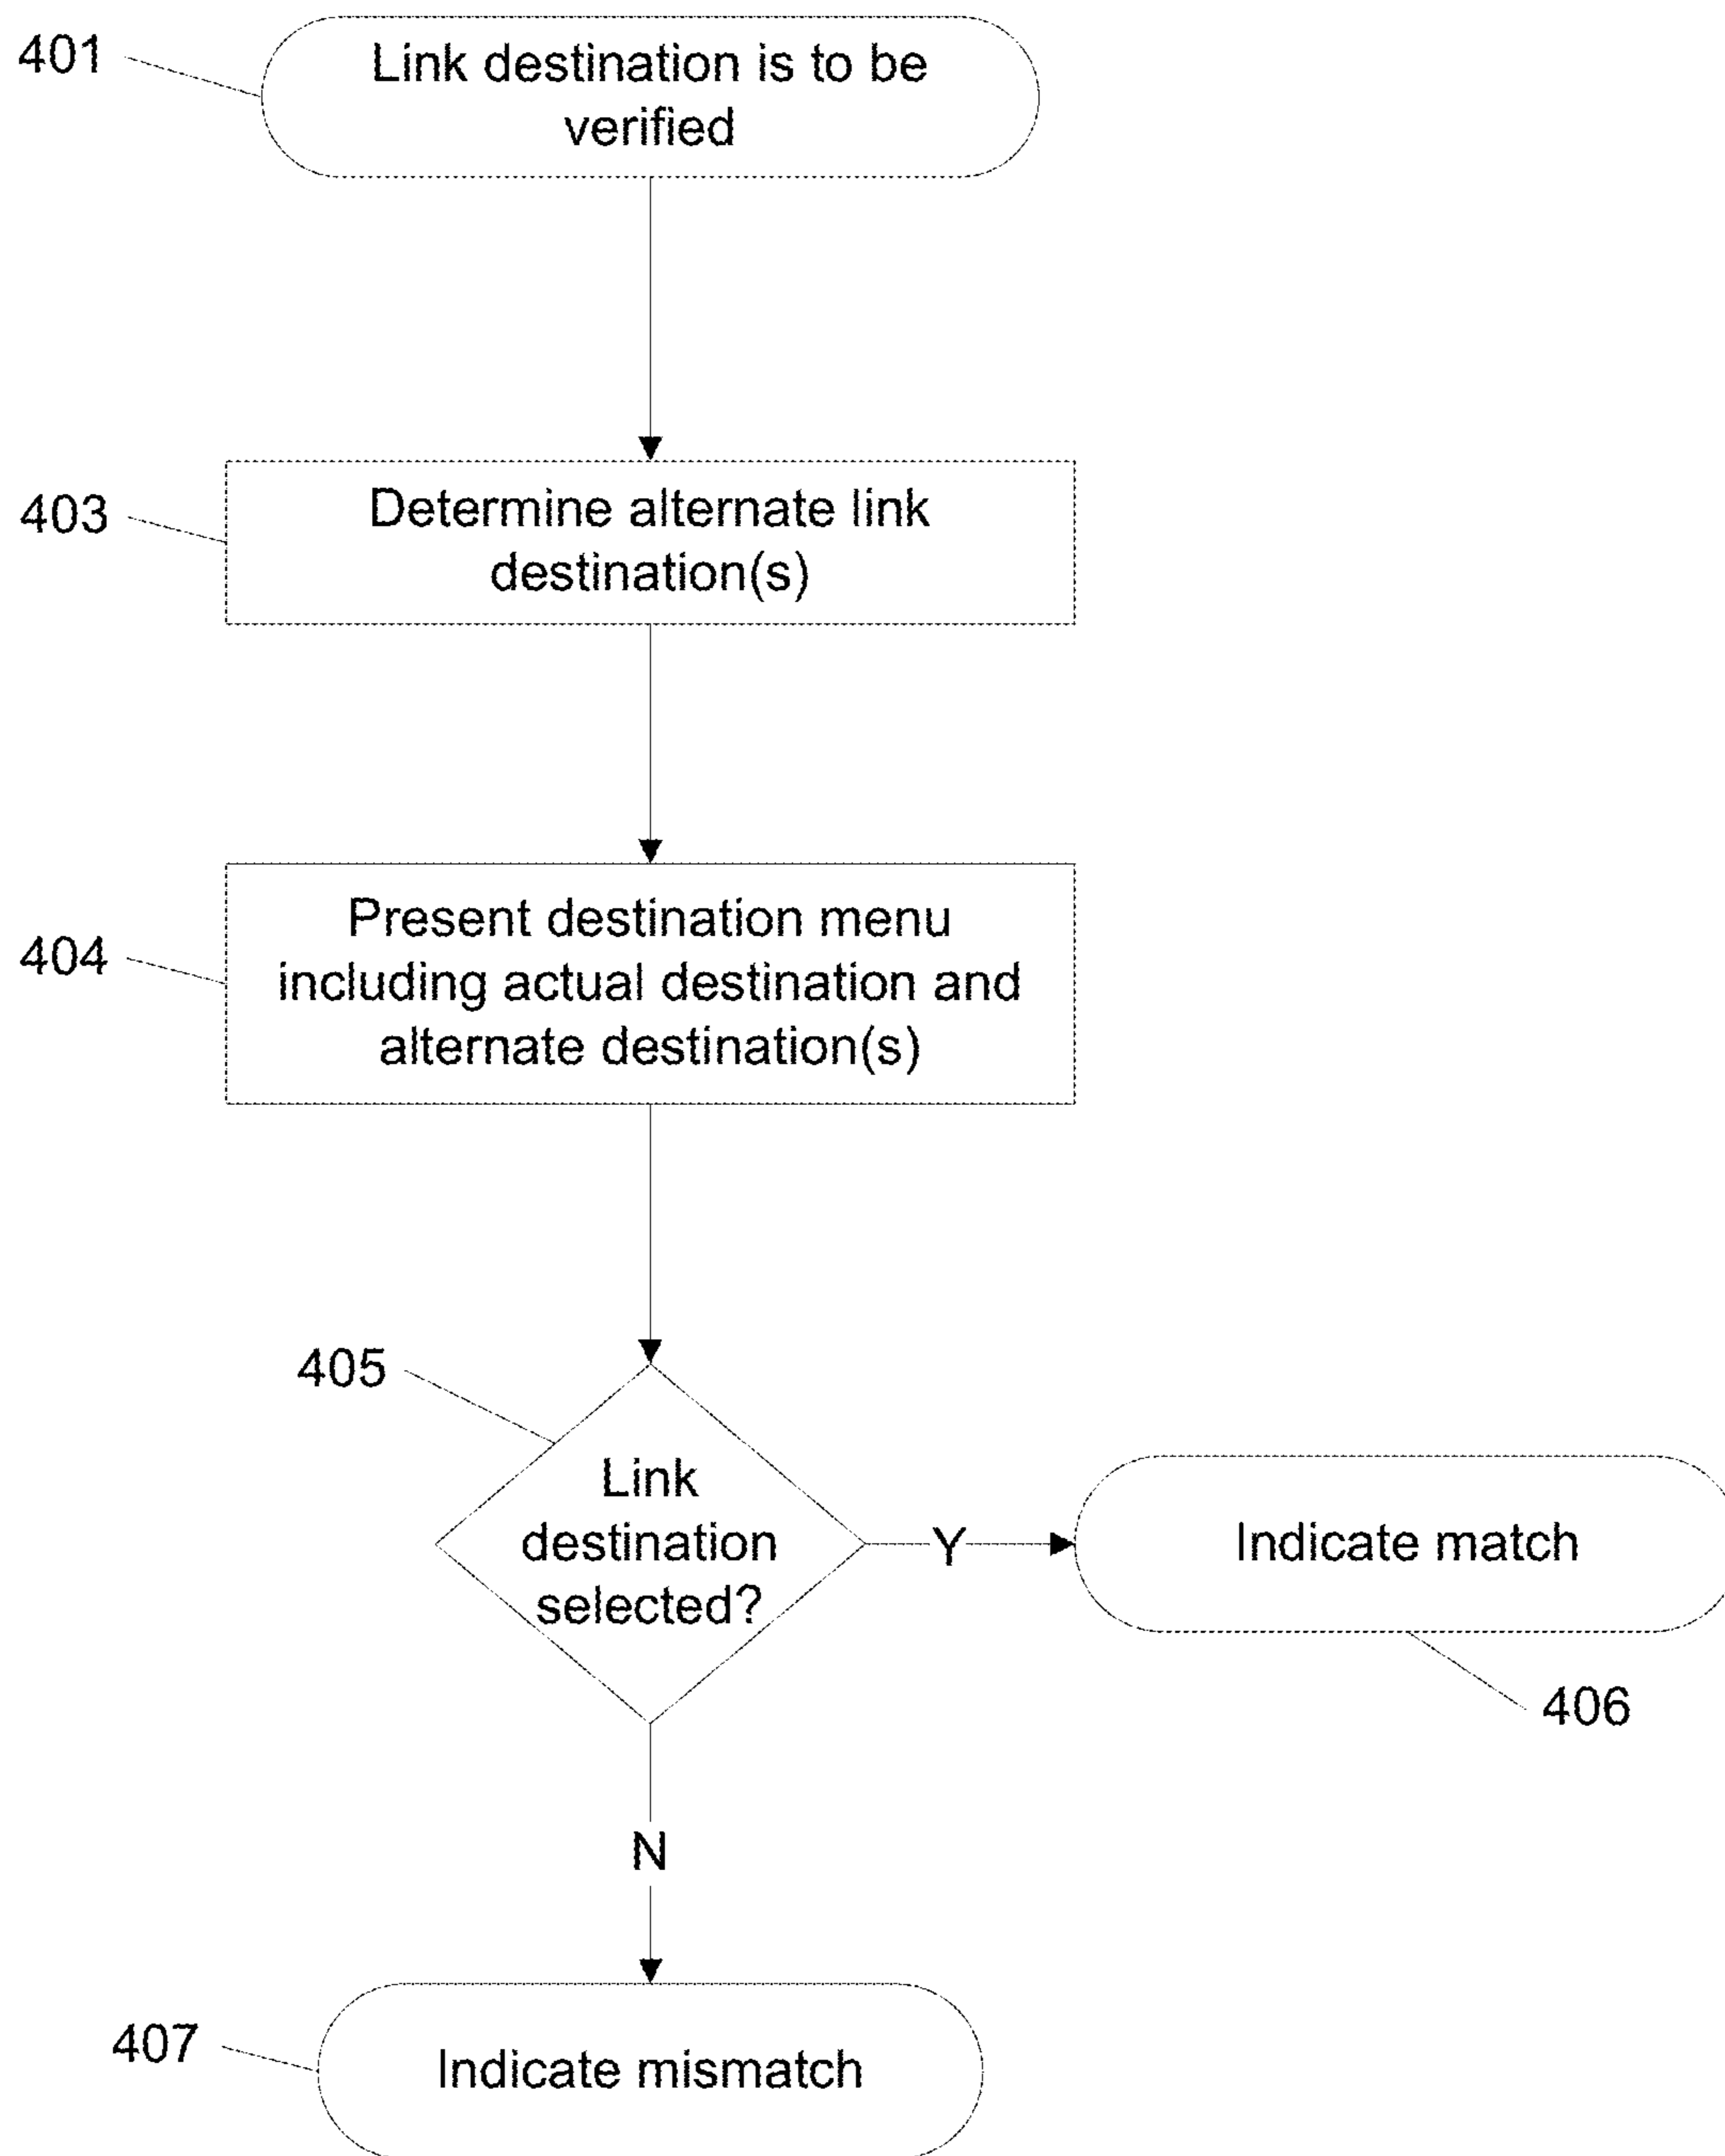 401
Link destination is to be
verified
403
Determine alternate link
destination(s)
404
Present destination menu
including actual destination and
alternate destination(s)
405
Link
destination
selected?
Y
Indicate match
406
N
407
Indicate mismatch